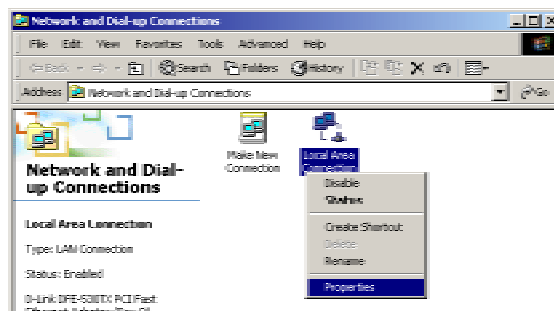 Network and Dial-up Connections
File Edit View Favorites Tools Advanced Help
Back Search Folders History
Address Network and Dial-up Connections Go
Make New Connection
Local Area Connection
Network and Dial-
up Connections
Disable
Status
Local Area Connection
Create Shortcut
Delete
Type: LAN Connection
Rename
Status: Enabled
Properties
D-Link DFE-530TX PCI Fast